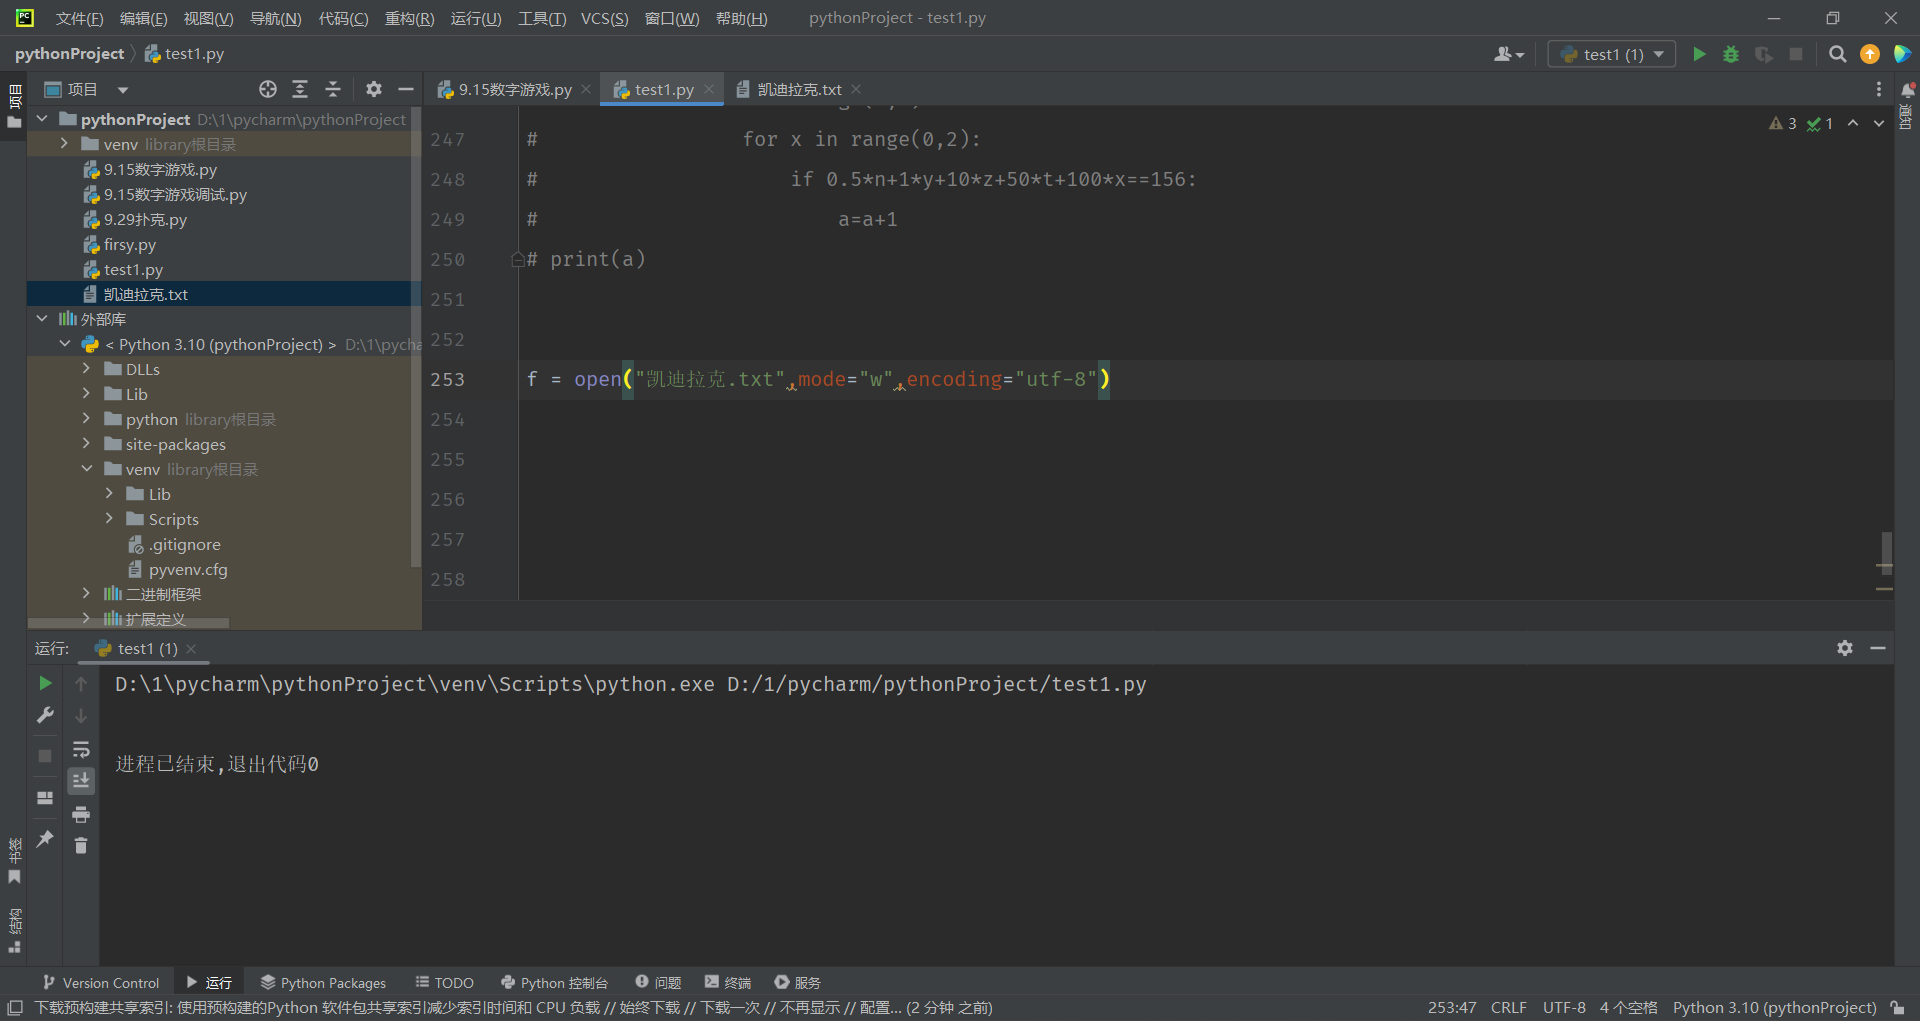 文件(F) 编辑(E) 视图(V) 导航(N) 代码(C) 重构(R) 运行(U) 工具(T) VCS(S) 窗口(W) 帮助(H) pythonProject - test1.py
pythonProject test1.py test1 (1)
项目 9.15数字游戏.py test1.py 凯迪拉克.txt
项目
通知
pythonProject D:\1\pycharm\pythonProject
venv library根目录
9.15数字游戏.py
9.15数字游戏调试.py
9.29扑克.py
firsy.py
test1.py
凯迪拉克.txt
外部库
< Python 3.10 (pythonProject) > D:\1\pycha
DLLs
Lib
python library根目录
site-packages
venv library根目录
Lib
Scripts
.gitignore
pyvenv.cfg
二进制框架
扩展定义
3 1
247 # for x in range(0,2):
248 # if 0.5*n+1*y+10*z+50*t+100*x==156:
249 # a=a+1
250 # print(a)
251
252
253 f = open("凯迪拉克.txt",mode="w",encoding="utf-8")
254
255
256
257
258
运行: test1 (1)
D:\1\pycharm\pythonProject\venv\Scripts\python.exe D:/1/pycharm/pythonProject/test1.py
进程已结束,退出代码0
书签
结构
Version Control 运行 Python Packages TODO Python 控制台 问题 终端 服务
下载预构建共享索引: 使用预构建的Python 软件包共享索引减少索引时间和 CPU 负载 // 始终下载 // 下载一次 // 不再显示 // 配置... (2 分钟 之前) 253:47 CRLF UTF-8 4 个空格 Python 3.10 (pythonProject)